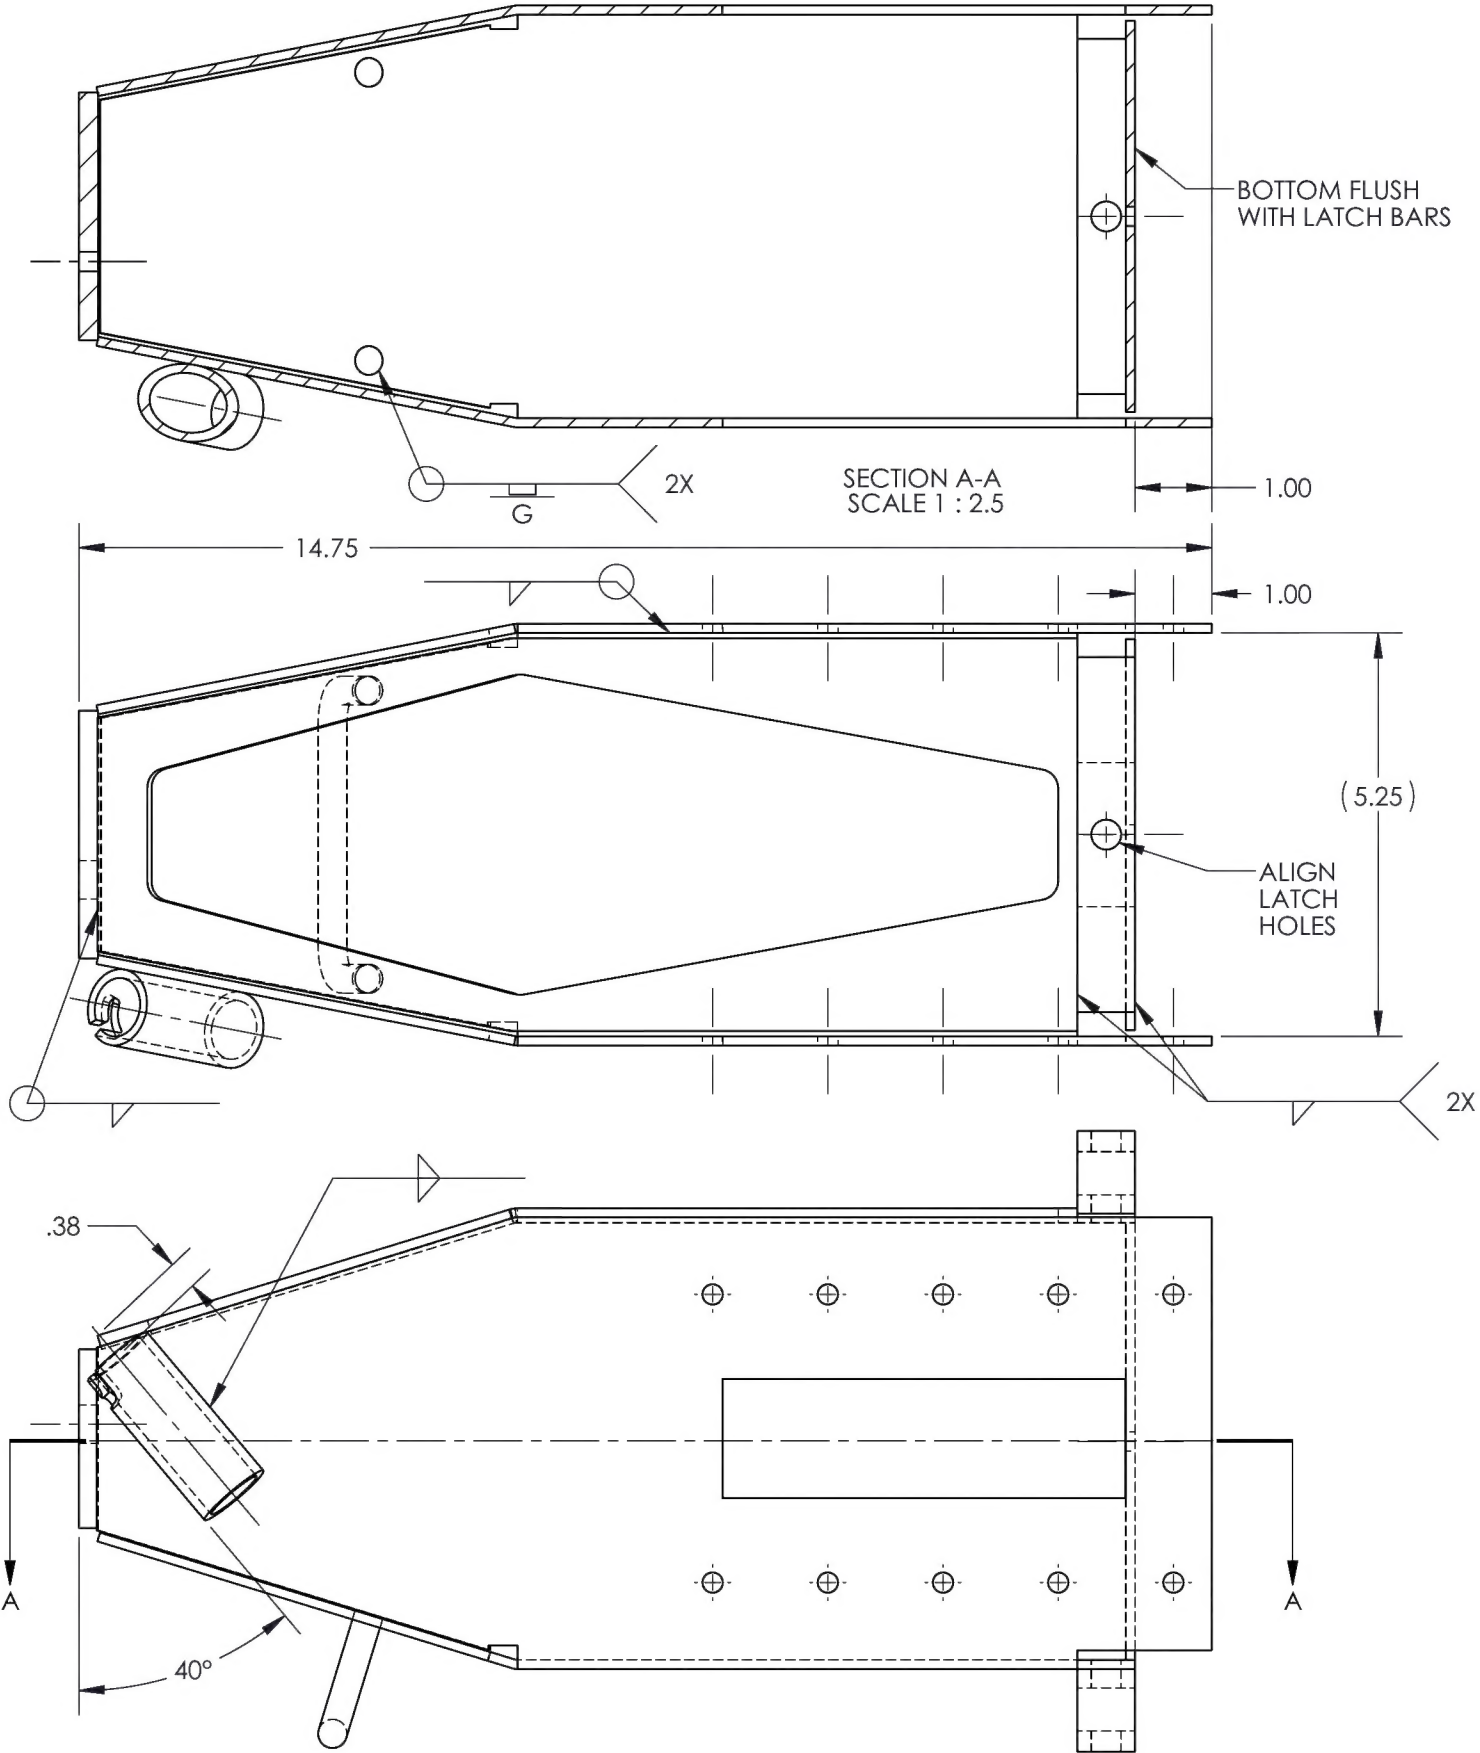 BOTTOM FLUSH
WITH LATCH BARS
2X
G
SECTION A-A
SCALE 1 : 2.5
1.00
14.75
1.00
(5.25)
ALIGN
LATCH
HOLES
2X
.38
A
A
40°